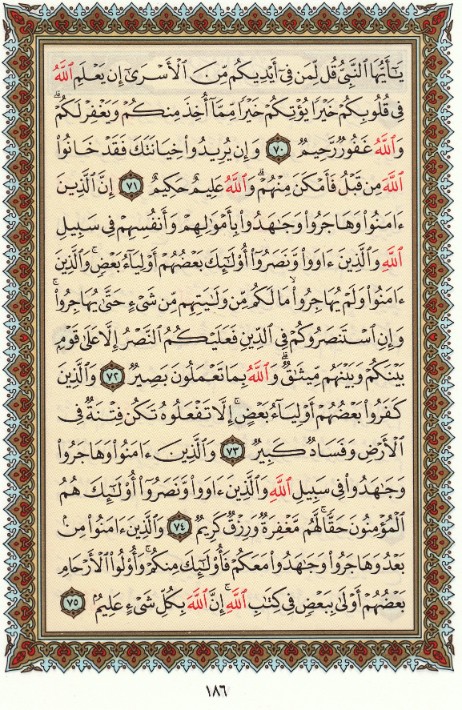 يَـٰٓأَيُّهَا ٱلنَّبِىُّ قُل لِّمَن فِىٓ أَيْدِيكُم مِّنَ ٱلْأَسْرَىٰٓ إِن يَعْلَمِ ٱللَّهُ
فِى قُلُوبِكُمْ خَيْرًا يُؤْتِكُمْ خَيْرًا مِّمَّآ أُخِذَ مِنكُمْ وَيَغْفِرْ لَكُمْ ۗ
وَٱللَّهُ غَفُورٌ رَّحِيمٌ ٧٠ وَإِن يُرِيدُوا۟ خِيَانَتَكَ فَقَدْ خَانُوا۟
ٱللَّهَ مِن قَبْلُ فَأَمْكَنَ مِنْهُمْ ۗ وَٱللَّهُ عَلِيمٌ حَكِيمٌ ٧١ إِنَّ ٱلَّذِينَ
ءَامَنُوا۟ وَهَاجَرُوا۟ وَجَـٰهَدُوا۟ بِأَمْوَٰلِهِمْ وَأَنفُسِهِمْ فِى سَبِيلِ
ٱللَّهِ وَٱلَّذِينَ ءَاوَوا۟ وَّنَصَرُوٓا۟ أُو۟لَـٰٓئِكَ بَعْضُهُمْ أَوْلِيَآءُ بَعْضٍ ۚ وَٱلَّذِينَ
ءَامَنُوا۟ وَلَمْ يُهَاجِرُوا۟ مَا لَكُم مِّن وَلَـٰيَتِهِم مِّن شَىْءٍ حَتَّىٰ يُهَاجِرُوا۟ ۚ
وَإِنِ ٱسْتَنصَرُوكُمْ فِى ٱلدِّينِ فَعَلَيْكُمُ ٱلنَّصْرُ إِلَّا عَلَىٰ قَوْمٍۭ
بَيْنَكُمْ وَبَيْنَهُم مِّيثَـٰقٌ ۗ وَٱللَّهُ بِمَا تَعْمَلُونَ بَصِيرٌ ٧٢ وَٱلَّذِينَ
كَفَرُوا۟ بَعْضُهُمْ أَوْلِيَآءُ بَعْضٍ ۚ إِلَّا تَفْعَلُوهُ تَكُن فِتْنَةٌ فِى
ٱلْأَرْضِ وَفَسَادٌ كَبِيرٌ ٧٣ وَٱلَّذِينَ ءَامَنُوا۟ وَهَاجَرُوا۟
وَجَـٰهَدُوا۟ فِى سَبِيلِ ٱللَّهِ وَٱلَّذِينَ ءَاوَوا۟ وَّنَصَرُوٓا۟ أُو۟لَـٰٓئِكَ هُمُ
ٱلْمُؤْمِنُونَ حَقًّا ۚ لَّهُم مَّغْفِرَةٌ وَرِزْقٌ كَرِيمٌ ٧٤ وَٱلَّذِينَ ءَامَنُوا۟ مِنۢ
بَعْدُ وَهَاجَرُوا۟ وَجَـٰهَدُوا۟ مَعَكُمْ فَأُو۟لَـٰٓئِكَ مِنكُمْ ۚ وَأُو۟لُوا۟ ٱلْأَرْحَامِ
بَعْضُهُمْ أَوْلَىٰ بِبَعْضٍ فِى كِتَـٰبِ ٱللَّهِ ۗ إِنَّ ٱللَّهَ بِكُلِّ شَىْءٍ عَلِيمٌۢ ٧٥
١٨٦